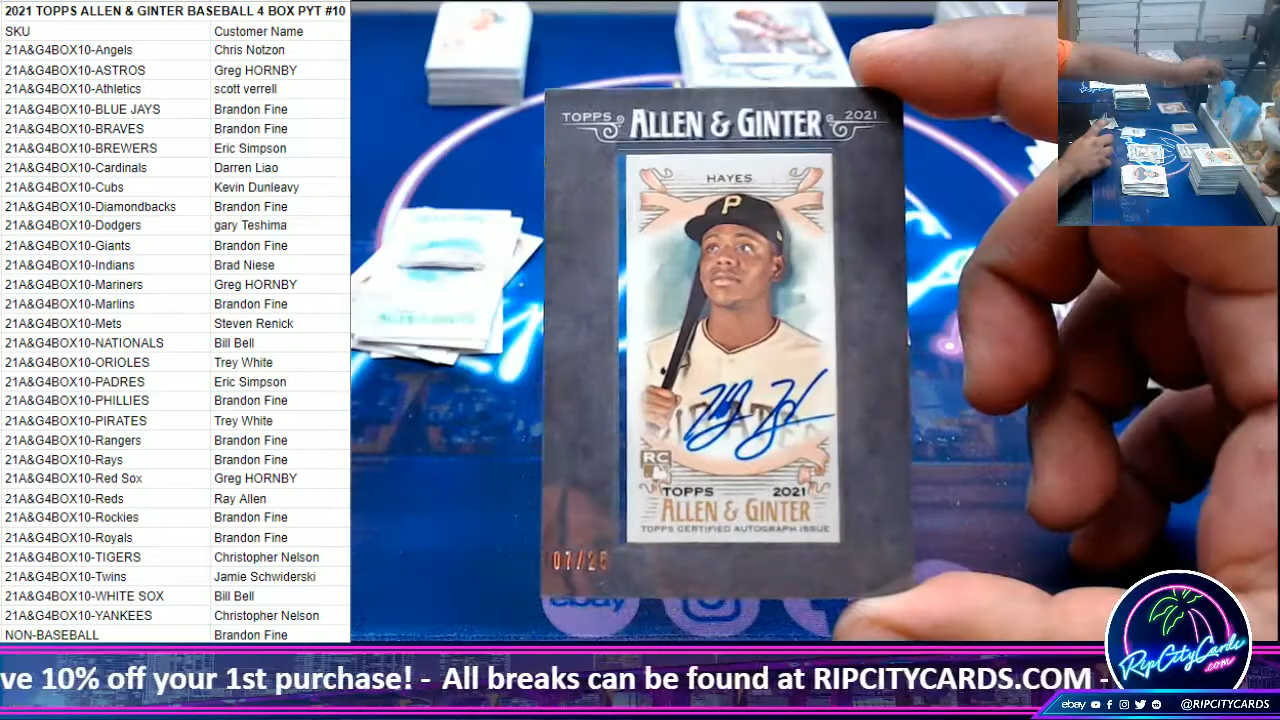 2021 TOPPS ALLEN & GINTER BASEBALL 4 BOX PYT #10
SKU Customer Name
21A&G4BOX10-Angels Chris Notzon
21A&G4BOX10-ASTROS Greg HORNBY
21A&G4BOX10-Athletics scott verrell
21A&G4BOX10-BLUE JAYS Brandon Fine
21A&G4BOX10-BRAVES Brandon Fine
21A&G4BOX10-BREWERS Eric Simpson
21A&G4BOX10-Cardinals Darren Liao
21A&G4BOX10-Cubs Kevin Dunleavy
21A&G4BOX10-Diamondbacks Brandon Fine
21A&G4BOX10-Dodgers gary Teshima
21A&G4BOX10-Giants Brandon Fine
21A&G4BOX10-Indians Brad Niese
21A&G4BOX10-Mariners Greg HORNBY
21A&G4BOX10-Marlins Brandon Fine
21A&G4BOX10-Mets Steven Renick
21A&G4BOX10-NATIONALS Bill Bell
21A&G4BOX10-ORIOLES Trey White
21A&G4BOX10-PADRES Eric Simpson
21A&G4BOX10-PHILLIES Brandon Fine
21A&G4BOX10-PIRATES Trey White
21A&G4BOX10-Rangers Brandon Fine
21A&G4BOX10-Rays Brandon Fine
21A&G4BOX10-Red Sox Greg HORNBY
21A&G4BOX10-Reds Ray Allen
21A&G4BOX10-Rockies Brandon Fine
21A&G4BOX10-Royals Brandon Fine
21A&G4BOX10-TIGERS Christopher Nelson
21A&G4BOX10-Twins Jamie Schwiderski
21A&G4BOX10-WHITE SOX Bill Bell
21A&G4BOX10-YANKEES Christopher Nelson
NON-BASEBALL Brandon Fine
TOPPS ALLEN & GINTER 2021
HAYES
P
RC
TOPPS 2021
ALLEN & GINTER
TOPPS CERTIFIED AUTOGRAPH ISSUE
07/25
ebay
ve 10% off your 1st purchase! - All breaks can be found at RIPCITYCARDS.COM -
RipCityCards
.com
ebay @RIPCITYCARDS